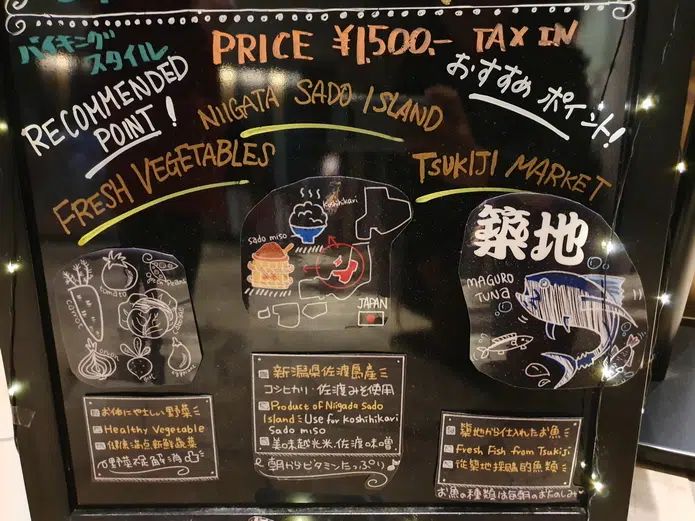 バイキング
スタイル
PRICE ¥1,500.- TAX IN
RECOMMENDED
POINT!
おすすめ ポイント!
NIIGATA SADO ISLAND
FRESH VEGETABLES
TSUKIJI MARKET
koshihikari
sado miso
JAPAN
築地
MAGURO
TUNA
tomato
carrot
onion
お体にやさしい野菜
Healthy Vegetable
健康満点新鮮蔬菜
野菜不足解消
新潟県佐渡島産
コシヒカリ・佐渡みそ使用
Product of Niigada Sado
Island Use for koshihikari
Sado miso
美味越光米.佐渡味噌
朝からビタミンたっぷり♪
築地から仕入れたお魚
Fresh Fish from Tsukiji
從築地採購的魚類
お魚の種類は毎朝のおたのしみ